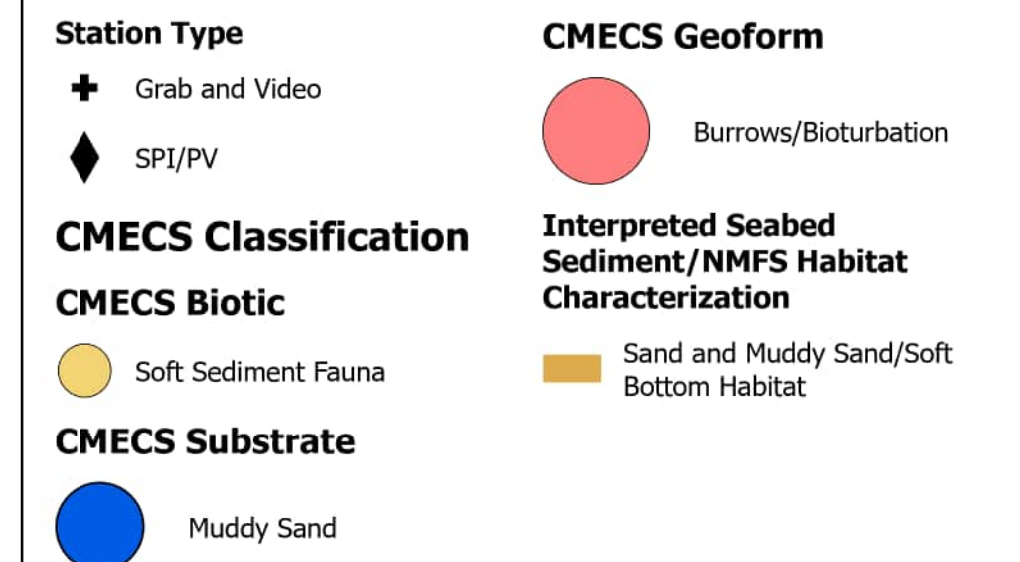 Station Type
Grab and Video
SPI/PV
CMECS Classification
CMECS Biotic
Soft Sediment Fauna
CMECS Substrate
Muddy Sand
CMECS Geoform
Burrows/Bioturbation
Interpreted Seabed
Sediment/NMFS Habitat
Characterization
Sand and Muddy Sand/Soft
Bottom Habitat